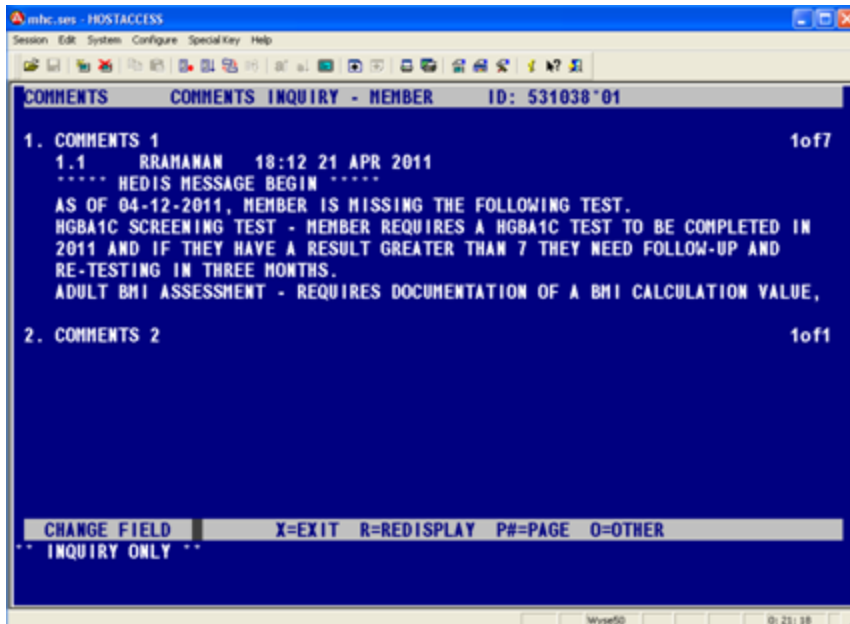 mhc.ses - HOSTACCESS
Session Edit System Configure Special Key Help
COMMENTS COMMENTS INQUIRY - MEMBER ID: 531038*01
1. COMMENTS 1 1of7
1.1 RRAMANAN 18:12 21 APR 2011
***** HEDIS MESSAGE BEGIN *****
AS OF 04-12-2011, MEMBER IS MISSING THE FOLLOWING TEST.
HGBA1C SCREENING TEST - MEMBER REQUIRES A HGBA1C TEST TO BE COMPLETED IN
2011 AND IF THEY HAVE A RESULT GREATER THAN 7 THEY NEED FOLLOW-UP AND
RE-TESTING IN THREE MONTHS.
ADULT BMI ASSESSMENT - REQUIRES DOCUMENTATION OF A BMI CALCULATION VALUE,
2. COMMENTS 2 1of1
CHANGE FIELD X=EXIT R=REDISPLAY P#=PAGE O=OTHER
** INQUIRY ONLY **
Wyse50 0: 21: 18